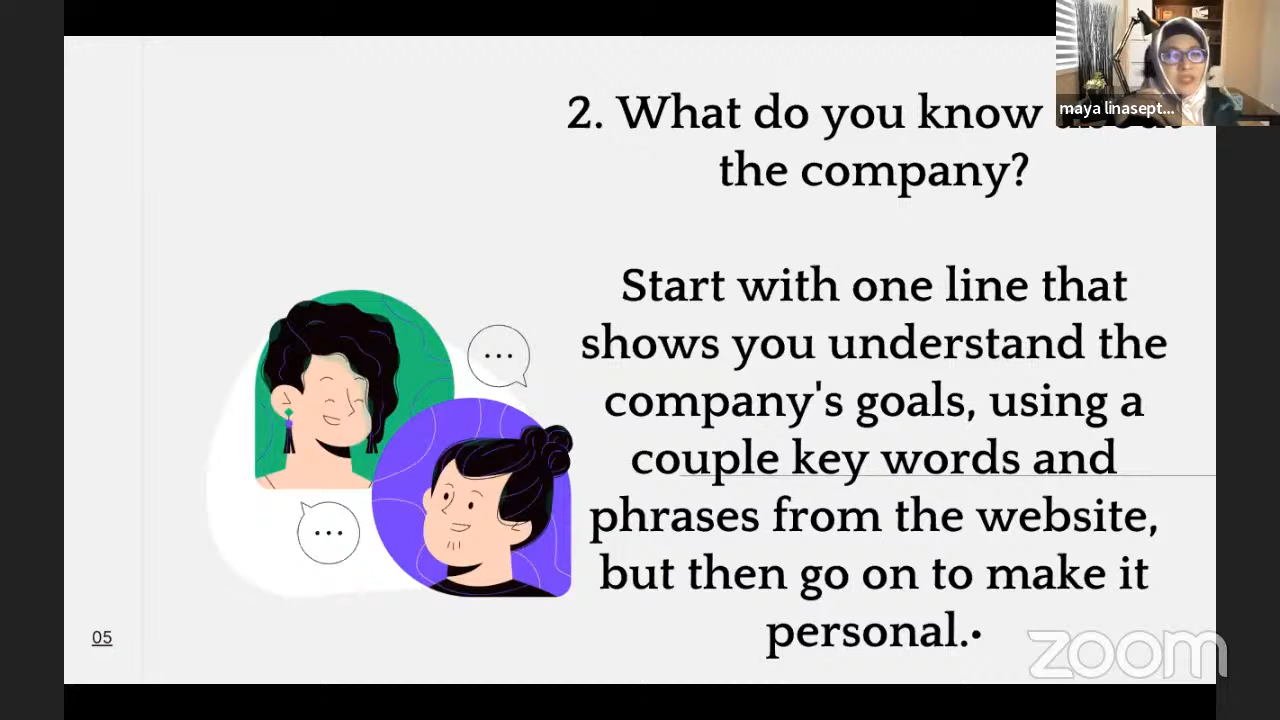 maya linasept...
2. What do you know about
the company?
Start with one line that
shows you understand the
company's goals, using a
couple key words and
phrases from the website,
but then go on to make it
personal.•
05
zoom